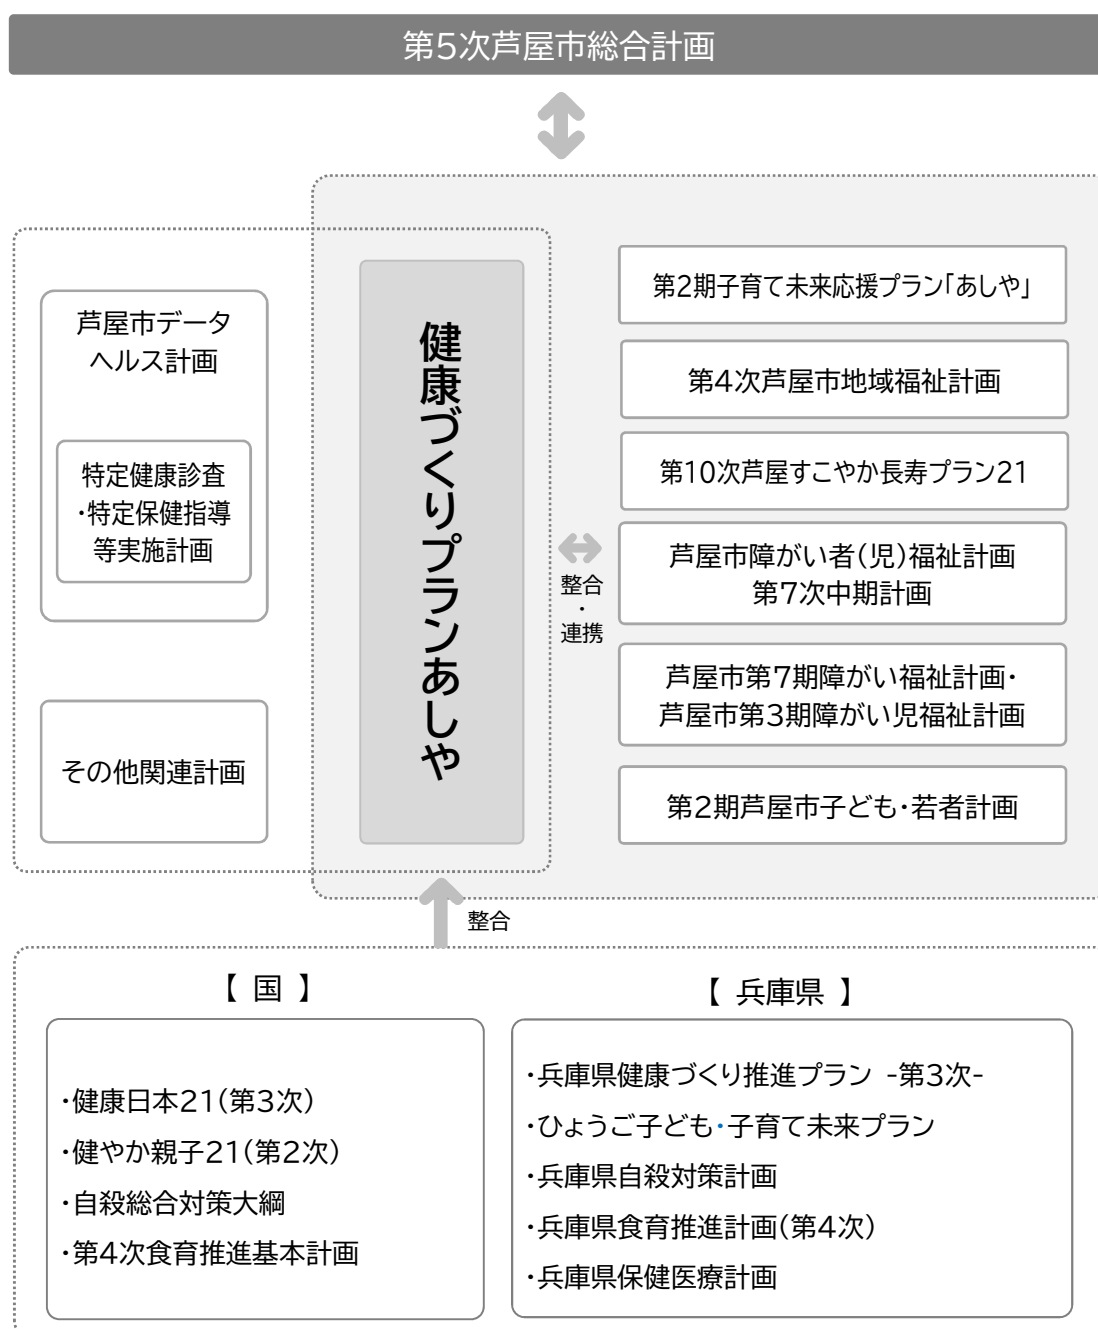 第5次芦屋市総合計画
芦屋市データ
ヘルス計画
特定健康診査
・特定保健指導
等実施計画
その他関連計画
健康づくりプランあしや
整合
・
連携
第2期子育て未来応援プラン「あしや」
第4次芦屋市地域福祉計画
第10次芦屋すこやか長寿プラン21
芦屋市障がい者(児)福祉計画
第7次中期計画
芦屋市第7期障がい福祉計画・
芦屋市第3期障がい児福祉計画
第2期芦屋市子ども・若者計画
整合
【 国 】
・健康日本21(第3次)
・健やか親子21(第2次)
・自殺総合対策大綱
・第4次食育推進基本計画
【 兵庫県 】
・兵庫県健康づくり推進プラン -第3次-
・ひょうご子ども・子育て未来プラン
・兵庫県自殺対策計画
・兵庫県食育推進計画(第4次)
・兵庫県保健医療計画